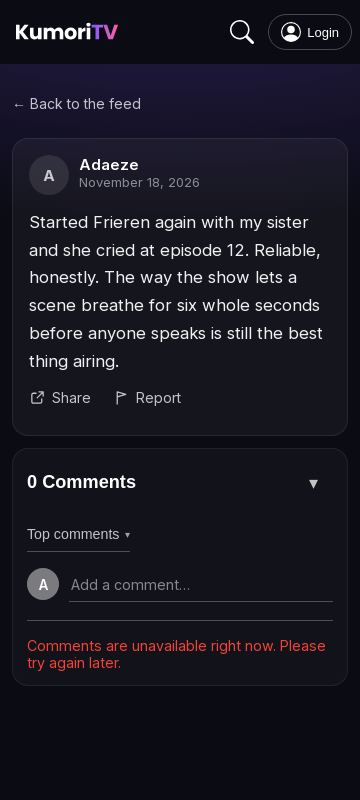 KumoriTV
Login
← Back to the feed
A
Adaeze
November 18, 2026
Started Frieren again with my sister
and she cried at episode 12. Reliable,
honestly. The way the show lets a
scene breathe for six whole seconds
before anyone speaks is still the best
thing airing.
Share
Report
0 Comments ▼
Top comments ▾
A
Add a comment...
Comments are unavailable right now. Please
try again later.